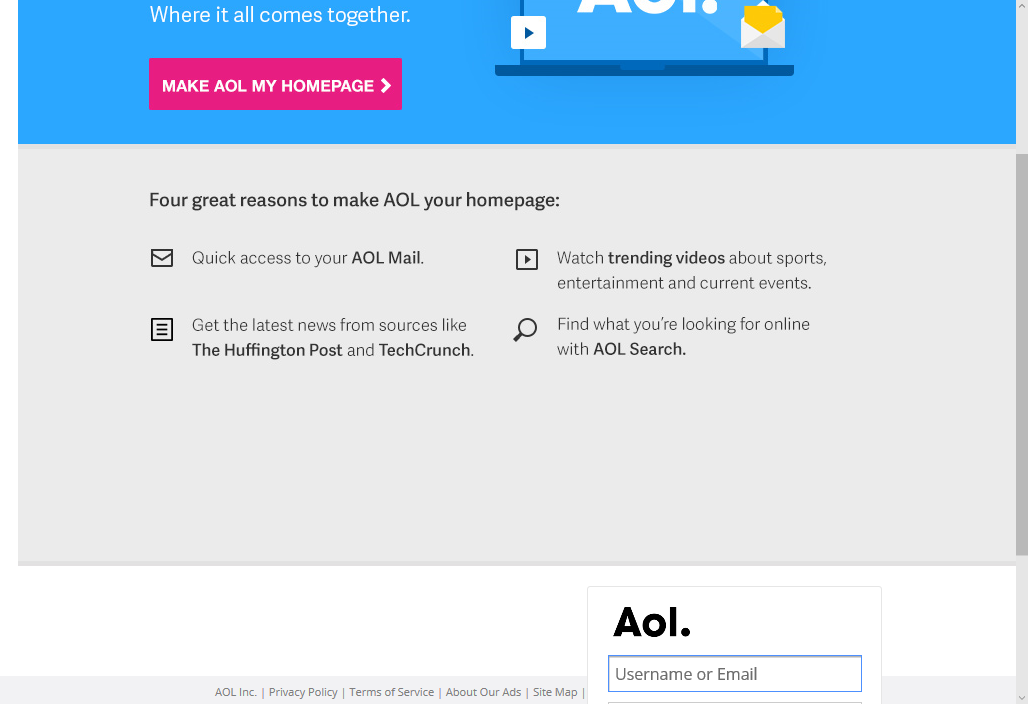 Where it all comes together.
Aol.
MAKE AOL MY HOMEPAGE
Four great reasons to make AOL your homepage:
Quick access to your AOL Mail.
Watch trending videos about sports,
entertainment and current events.
Get the latest news from sources like
The Huffington Post and TechCrunch.
Find what you’re looking for online
with AOL Search.
Aol.
Username or Email
AOL Inc. | Privacy Policy | Terms of Service | About Our Ads | Site Map |